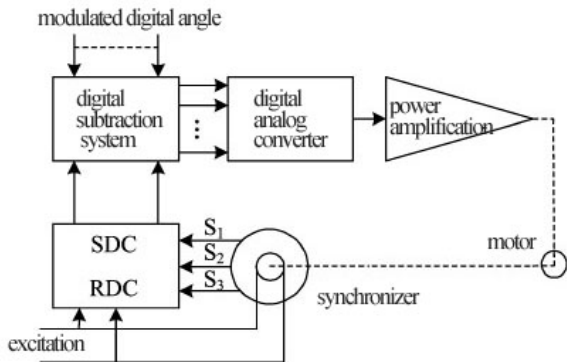 modulated digital angle
digital
subtraction
system
digital
analog
converter
power
amplification
SDC
RDC
S1
S2
S3
motor
synchronizer
excitation